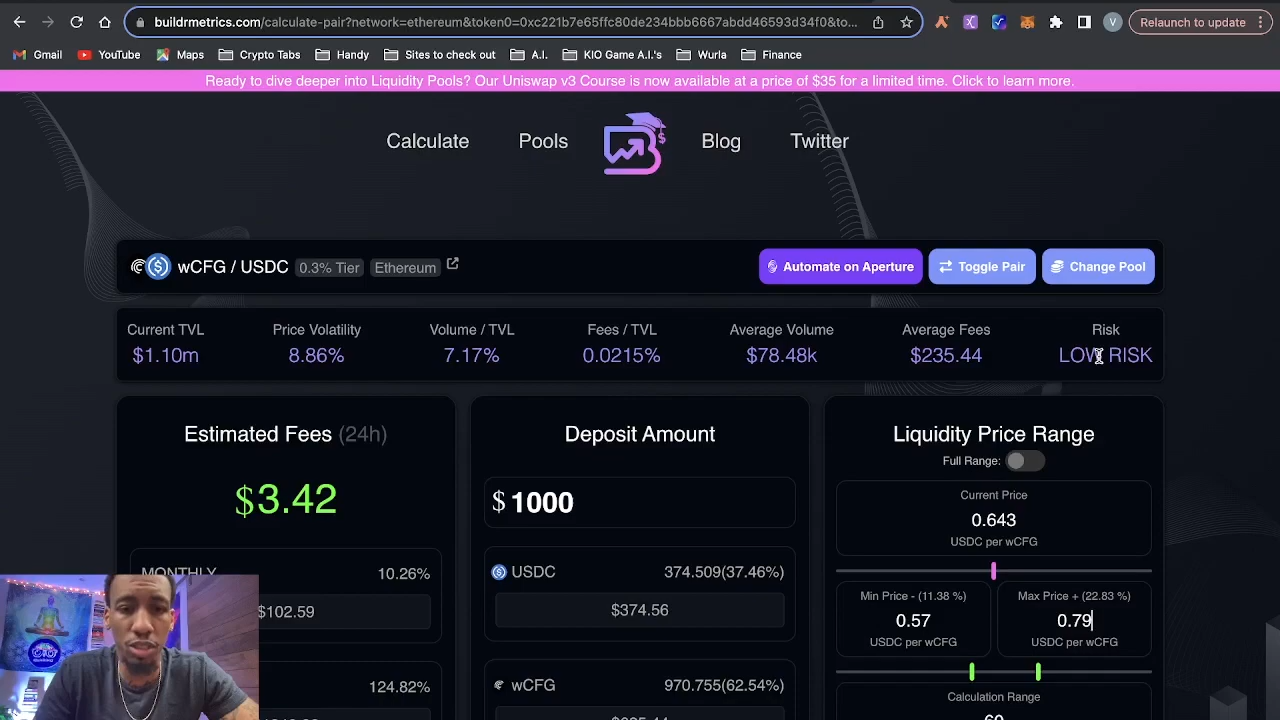 buildrmetrics.com/calculate-pair?network=ethereum&token0=0xc221b7e65ffc80de234bbb6667abdd46593d34f0&to...
V
Relaunch to update
Gmail YouTube Maps Crypto Tabs Handy Sites to check out A.I. KIO Game A.I.'s Wurla Finance
Ready to dive deeper into Liquidity Pools? Our Uniswap v3 Course is now available at a price of $35 for a limited time. Click to learn more.
Calculate Pools Blog Twitter
wCFG / USDC 0.3% Tier Ethereum
Automate on Aperture Toggle Pair Change Pool
Current TVL Price Volatility Volume / TVL Fees / TVL Average Volume Average Fees Risk
$1.10m 8.86% 7.17% 0.0215% $78.48k $235.44 LOW RISK
Estimated Fees (24h)
$3.42
MONTHLY 10.26%
$102.59
124.82%
Deposit Amount
$ 1000
USDC 374.509(37.46%)
$374.56
wCFG 970.755(62.54%)
Liquidity Price Range
Full Range:
Current Price
0.643
USDC per wCFG
Min Price - (11.38 %) Max Price + (22.83 %)
0.57 0.79
USDC per wCFG USDC per wCFG
Calculation Range